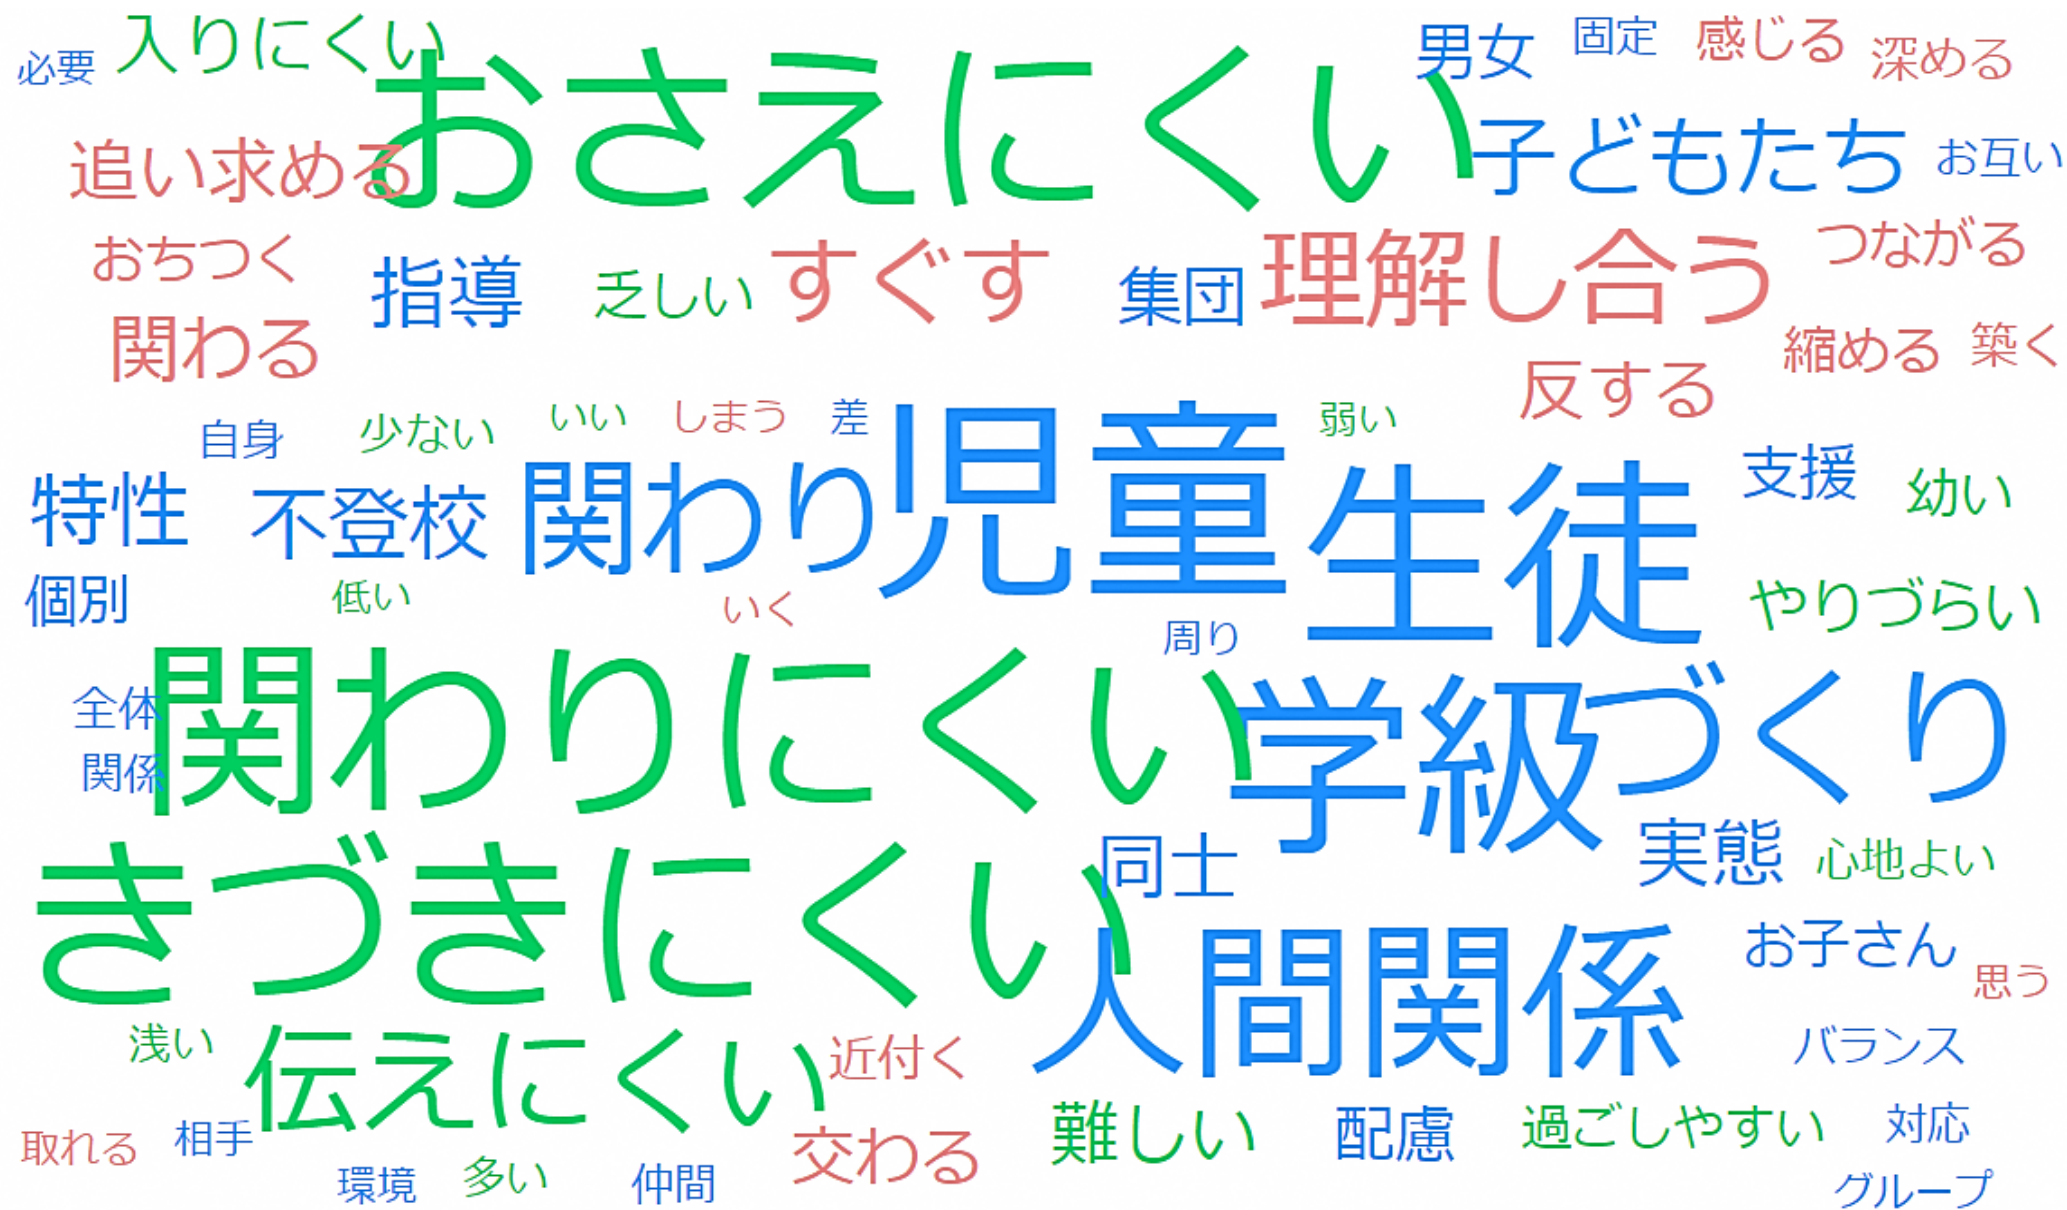 必要
入りにくい
おさえにくい
男女
固定
感じる
深める
追い求める
子どもたち
お互い
おちつく
指導
乏しい
すぐす
集団
理解し合う
つながる
関わる
反する
縮める
築く
自身
少ない
いい
しまう
差
児童
弱い
特性
不登校
関わり
生徒
支援
幼い
個別
低い
いく
周り
やりづらい
全体
関わりにくい
学級づくり
関係
きづきにくい
同士
実態
心地よい
人間関係
お子さん
思う
浅い
伝えにくい
近付く
バランス
取れる
相手
交わる
難しい
配慮
過ごしやすい
対応
環境
多い
仲間
グループ